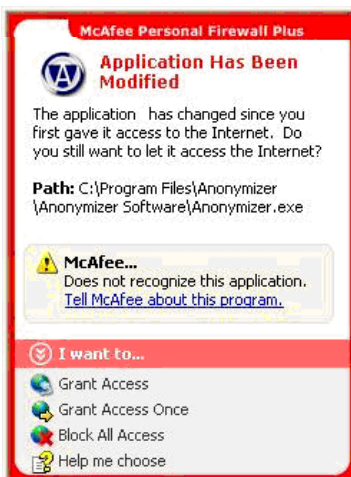 McAfee Personal Firewall Plus
Application Has Been
Modified
The application has changed since you
first gave it access to the Internet. Do
you still want to let it access the Internet?
Path: C:\Program Files\Anonymizer
\Anonymizer Software\Anonymizer.exe
McAfee...
Does not recognize this application.
Tell McAfee about this program.
I want to...
Grant Access
Grant Access Once
Block All Access
Help me choose